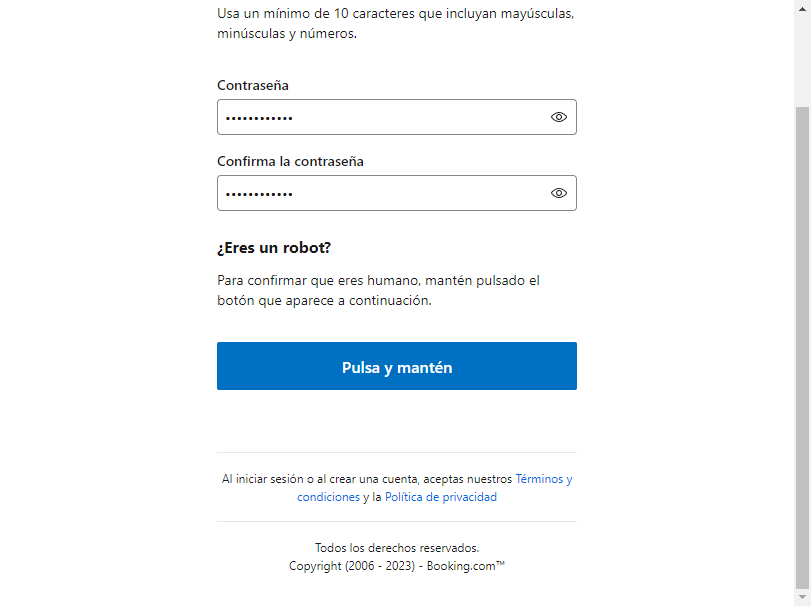 Usa un mínimo de 10 caracteres que incluyan mayúsculas,
minúsculas y números.
Contraseña
••••••••••••
Confirma la contraseña
••••••••••••
¿Eres un robot?
Para confirmar que eres humano, mantén pulsado el
botón que aparece a continuación.
Pulsa y mantén
Al iniciar sesión o al crear una cuenta, aceptas nuestros Términos y
condiciones y la Política de privacidad
Todos los derechos reservados.
Copyright (2006 - 2023) - Booking.com™